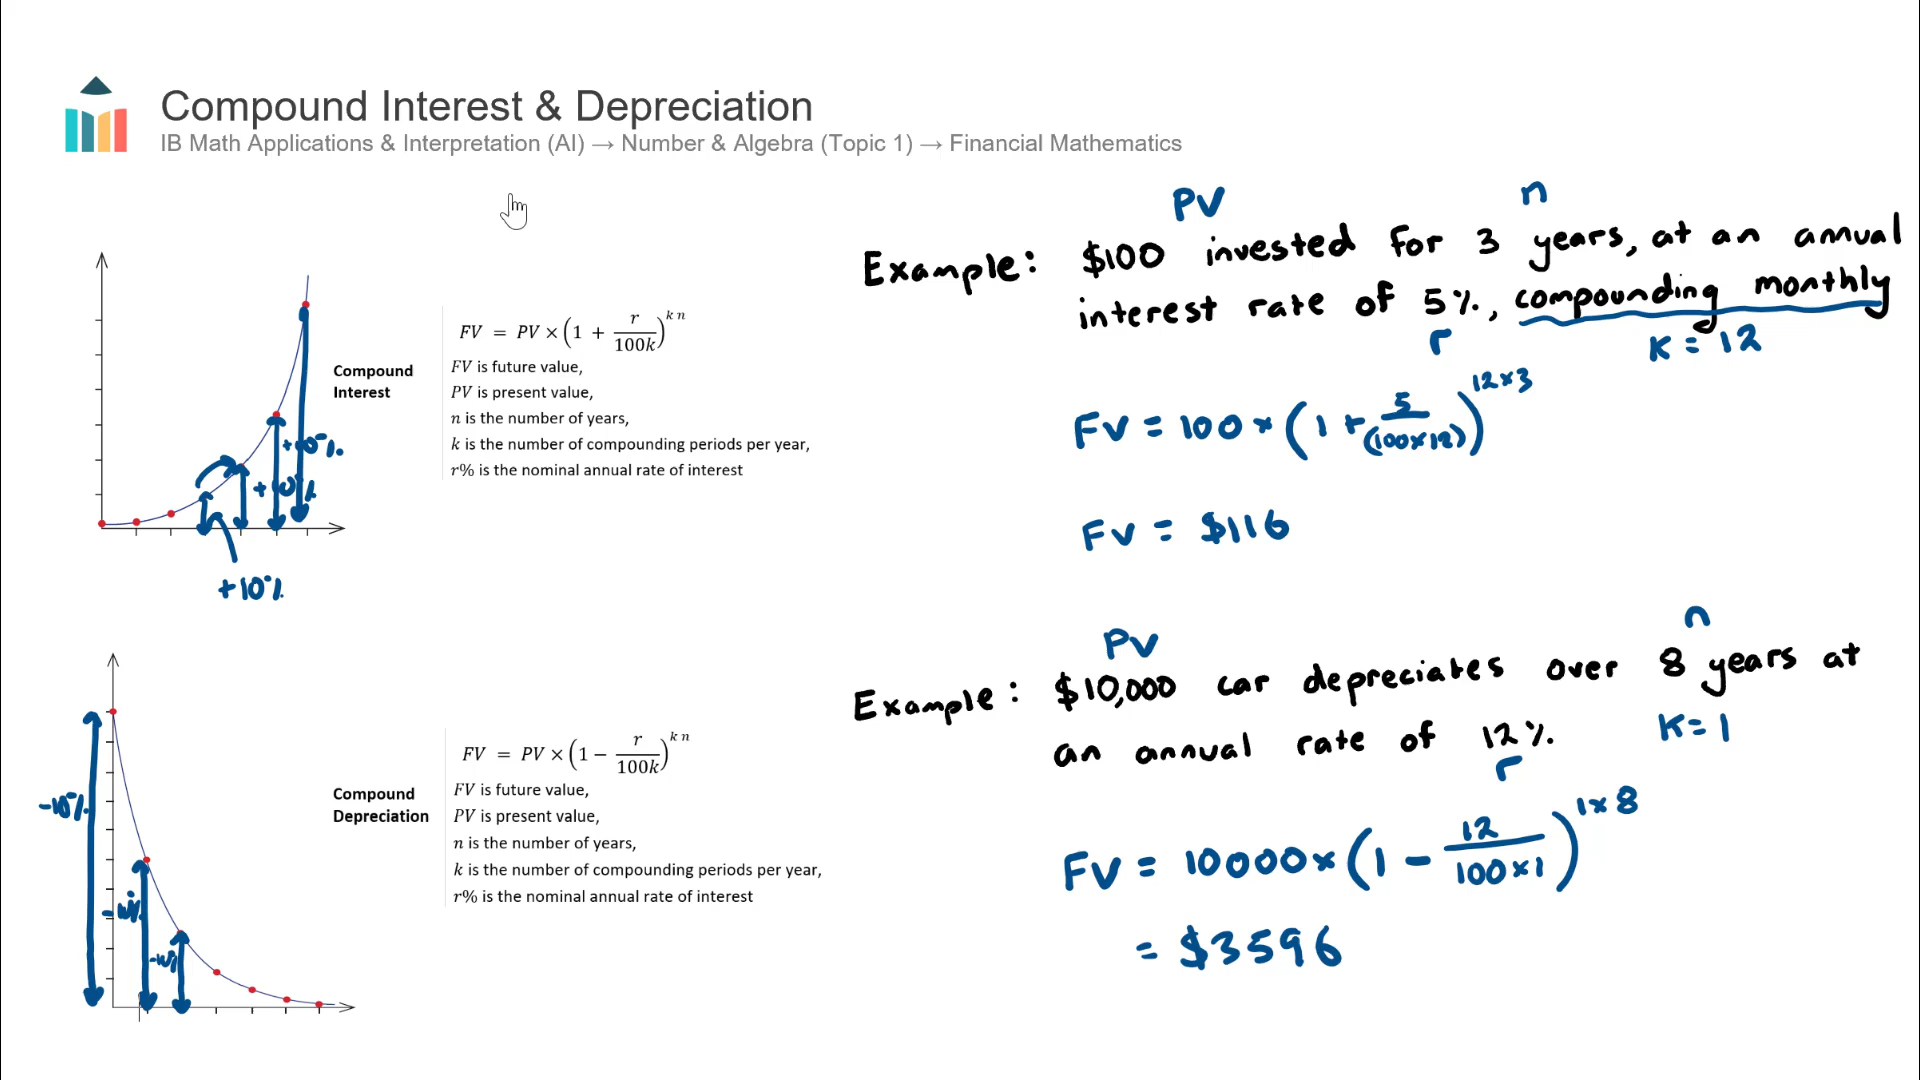 Compound Interest & Depreciation
IB Math Applications & Interpretation (AI) → Number & Algebra (Topic 1) → Financial Mathematics
Compound
Interest
FV = PV × (1 + r/100k)^kn
FV is future value,
PV is present value,
n is the number of years,
k is the number of compounding periods per year,
r% is the nominal annual rate of interest
+10%
+10%
+10%
PV n
Example: $100 invested for 3 years, at an annual
interest rate of 5%, compounding monthly
r K = 12
FV = 100 × (1 + 5/(100×12))^12×3
FV = $116
Compound
Depreciation
FV = PV × (1 − r/100k)^kn
FV is future value,
PV is present value,
n is the number of years,
k is the number of compounding periods per year,
r% is the nominal annual rate of interest
-10%
-10%
-10%
PV n
Example: $10,000 car depreciates over 8 years at
an annual rate of 12%. K=1
r
FV = 10000 × (1 − 12/100×1)^1×8
= $3596